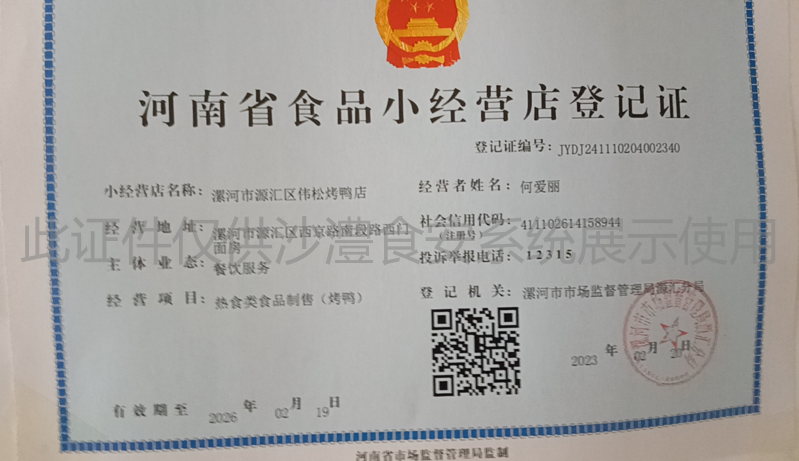 河南省食品小经营店登记证
登记证编号：JYDJ241110204002340
小经营店名称：漯河市源汇区伟松烤鸭店
经营者姓名：何爱丽
经营地址：漯河市源汇区西京路南段路西门
面房
社会信用代码：411102614158944
（注册号）
此证件仅供沙澧食安系统展示使用
主体业态：餐饮服务
投诉举报电话：12315
经营项目：热食类食品制售（烤鸭）
登记机关：漯河市市场监督管理局源汇分局
2023年02月20日
有效期至 2026年02月19日
河南省市场监督管理局监制